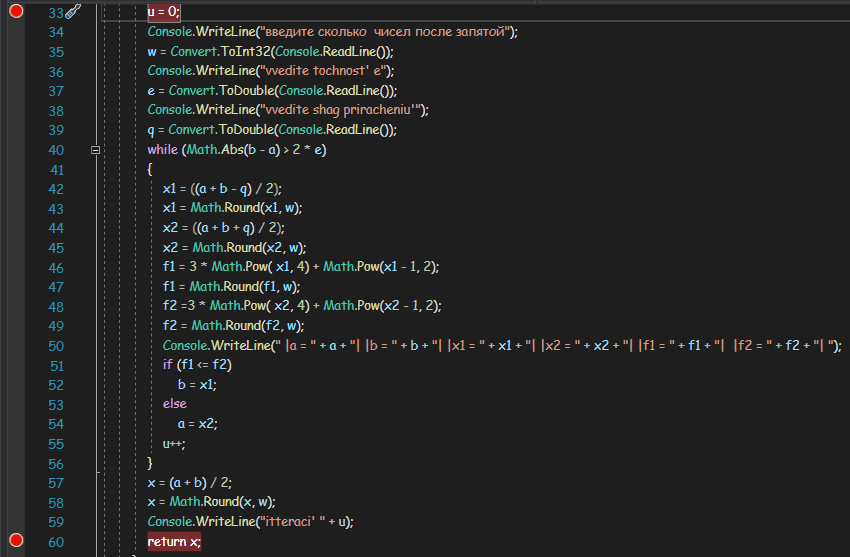 33 u = 0;
34 Console.WriteLine("введите сколько чисел после запятой");
35 w = Convert.ToInt32(Console.ReadLine());
36 Console.WriteLine("vvedite tochnost' e");
37 e = Convert.ToDouble(Console.ReadLine());
38 Console.WriteLine("vvedite shag priracheniu'");
39 q = Convert.ToDouble(Console.ReadLine());
40 while (Math.Abs(b - a) > 2 * e)
41 {
42 x1 = ((a + b - q) / 2);
43 x1 = Math.Round(x1, w);
44 x2 = ((a + b + q) / 2);
45 x2 = Math.Round(x2, w);
46 f1 = 3 * Math.Pow( x1, 4) + Math.Pow(x1 - 1, 2);
47 f1 = Math.Round(f1, w);
48 f2 =3 * Math.Pow( x2, 4) + Math.Pow(x2 - 1, 2);
49 f2 = Math.Round(f2, w);
50 Console.WriteLine(" |a = " + a + "| |b = " + b + "| |x1 = " + x1 + "| |x2 = " + x2 + "| |f1 = " + f1 + "|  |f2 = " + f2 + "| ");
51 if (f1 <= f2)
52 b = x1;
53 else
54 a = x2;
55 u++;
56 }
57 x = (a + b) / 2;
58 x = Math.Round(x, w);
59 Console.WriteLine("itteraci' " + u);
60 return x;